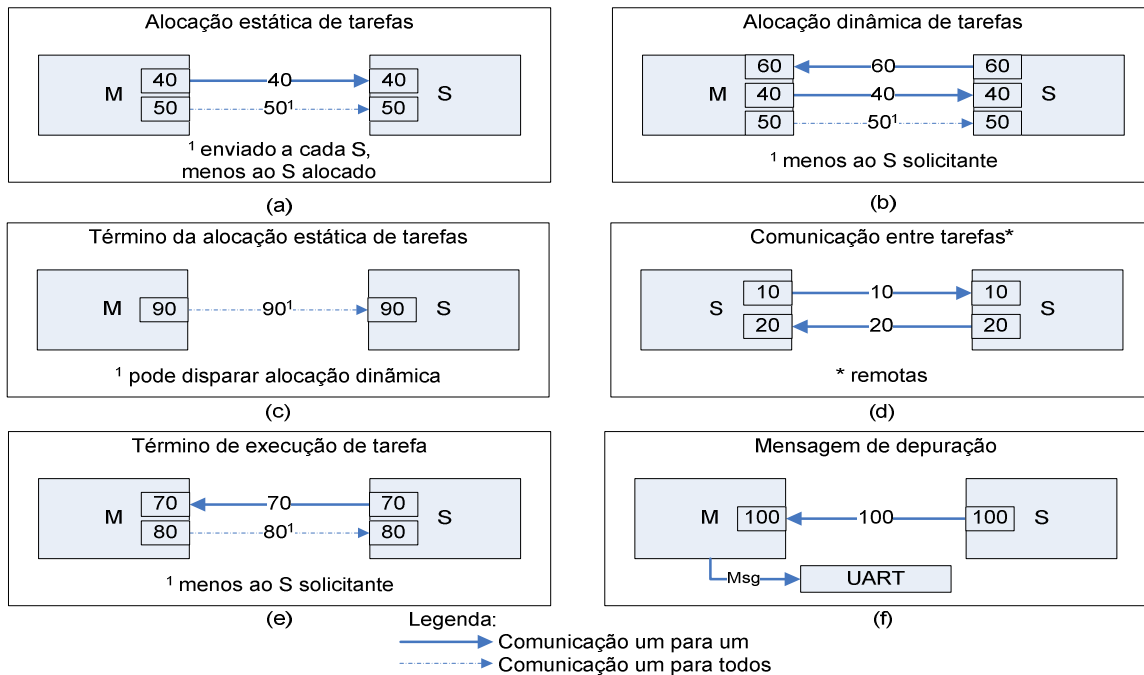 Alocação estática de tarefas
M
40
40
40
50
50¹
50
S
¹ enviado a cada S,
menos ao S alocado
(a)
Alocação dinâmica de tarefas
M
60
60
60
40
40
40
50
50¹
50
S
¹ menos ao S solicitante
(b)
Término da alocação estática de tarefas
M
90
90¹
90
S
¹ pode disparar alocação dinâmica
(c)
Comunicação entre tarefas*
S
10
10
10
20
20
20
S
* remotas
(d)
Término de execução de tarefa
M
70
70
70
80
80¹
80
S
¹ menos ao S solicitante
(e)
Mensagem de depuração
M
100
100
100
S
Msg
UART
(f)
Legenda:
Comunicação um para um
Comunicação um para todos